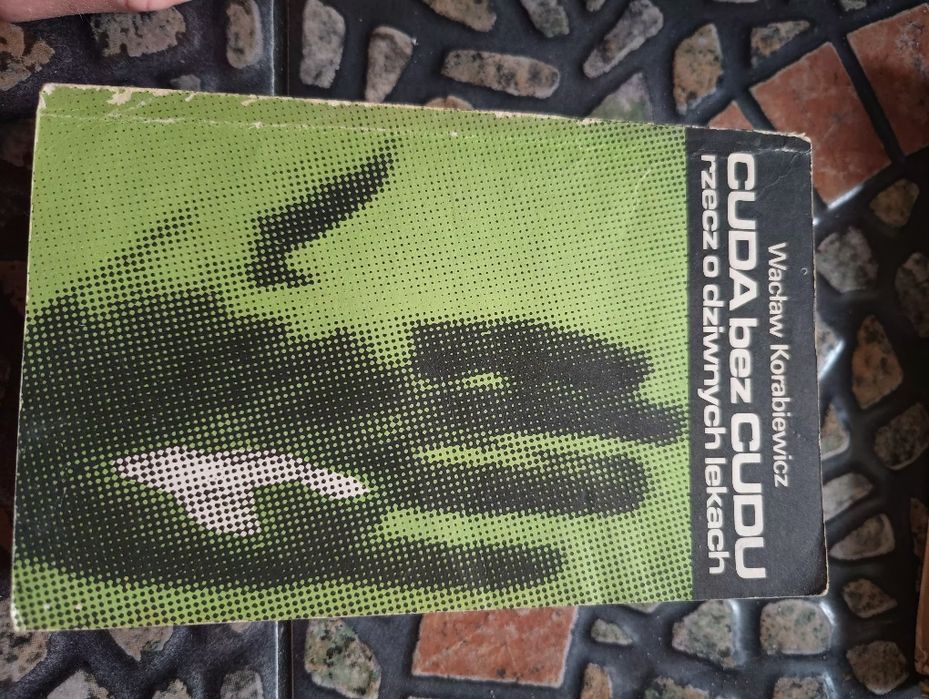 Wacław Korabiewicz
CUDA bez CUDU
rzecz o dziwnych lekach